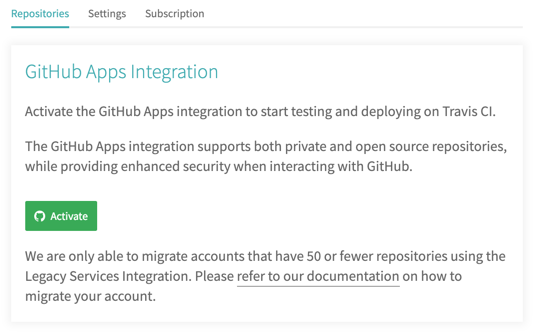 Repositories Settings Subscription
GitHub Apps Integration
Activate the GitHub Apps integration to start testing and deploying on Travis CI.
The GitHub Apps integration supports both private and open source repositories,
while providing enhanced security when interacting with GitHub.
Activate
We are only able to migrate accounts that have 50 or fewer repositories using the
Legacy Services Integration. Please refer to our documentation on how to
migrate your account.